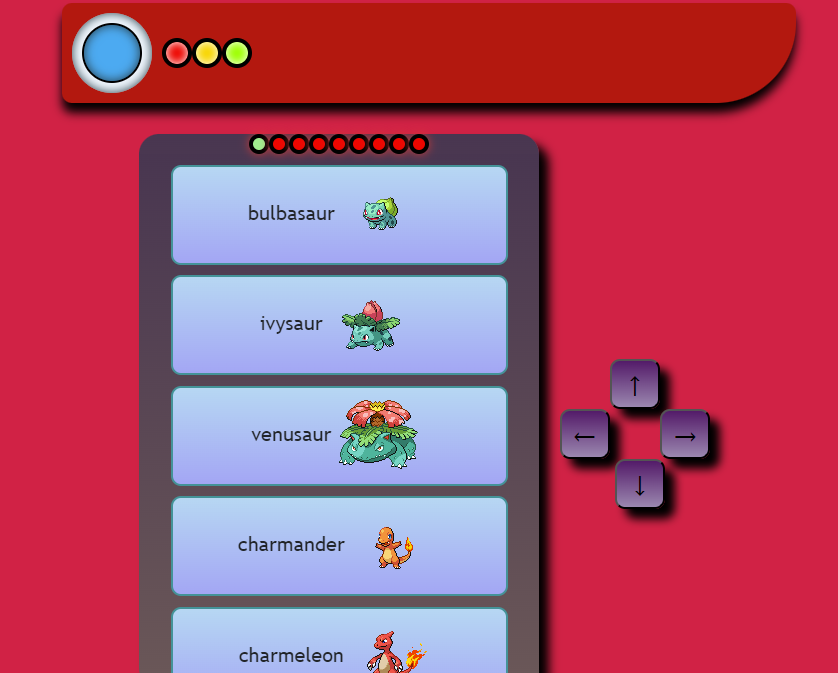 bulbasaur
ivysaur
↑
venusaur
← →
↓
charmander
charmeleon